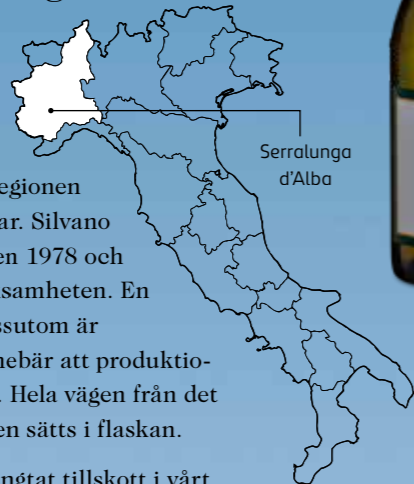 Serralunga
d'Alba
egionen
ar. Silvano
en 1978 och
ksamheten. En
ssutom är
nebär att produktio-
. Hela vägen från det
en sätts i flaskan.
ngtat tillskott i vårt